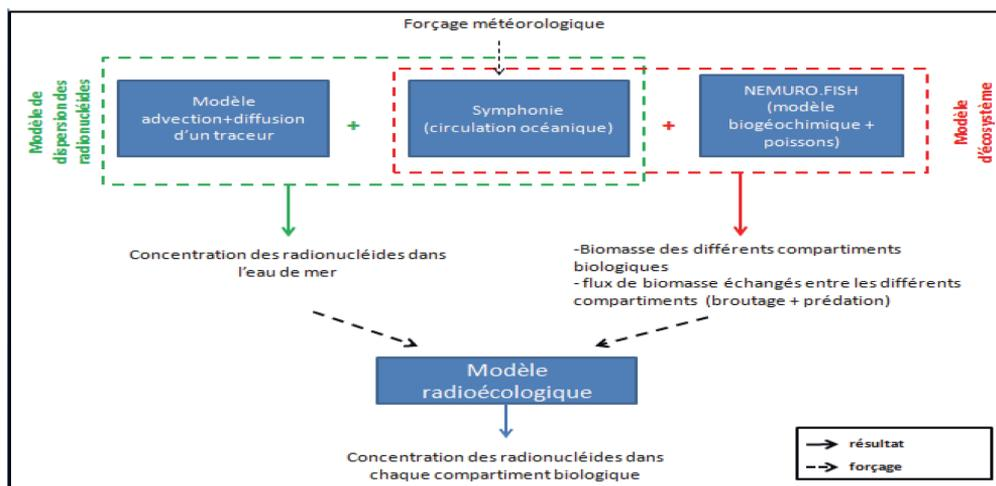 Forçage météorologique
Modèle de
dispersion des
radionucléides
Modèle
advection+diffusion
d'un traceur
+
Symphonie
(circulation océanique)
+
NEMURO.FISH
(modèle
biogéochimique +
poissons)
Modèle
d'écosystème
Concentration des radionucléides dans
l'eau de mer
-Biomasse des différents compartiments
biologiques
- flux de biomasse échangés entre les différents
compartiments (broutage + prédation)
Modèle
radioécologique
Concentration des radionucléides dans
chaque compartiment biologique
résultat
forçage